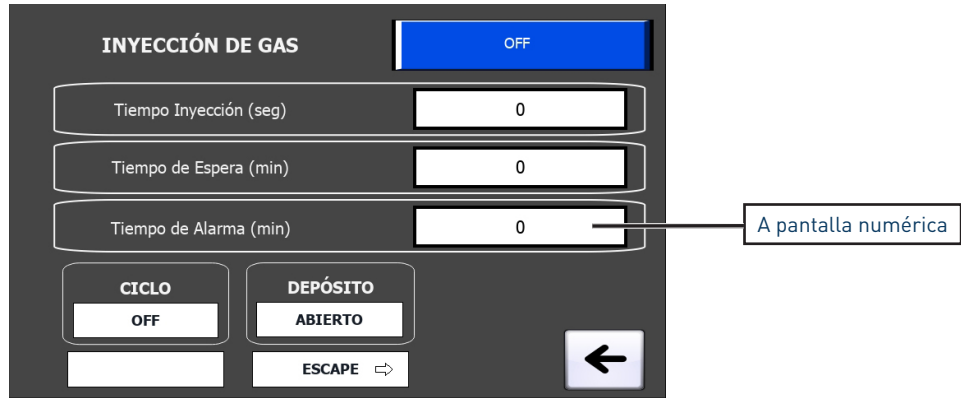 INYECCIÓN DE GAS
OFF
Tiempo Inyección (seg)
0
Tiempo de Espera (min)
0
Tiempo de Alarma (min)
0
A pantalla numérica
CICLO
OFF
DEPÓSITO
ABIERTO
ESCAPE ⇨